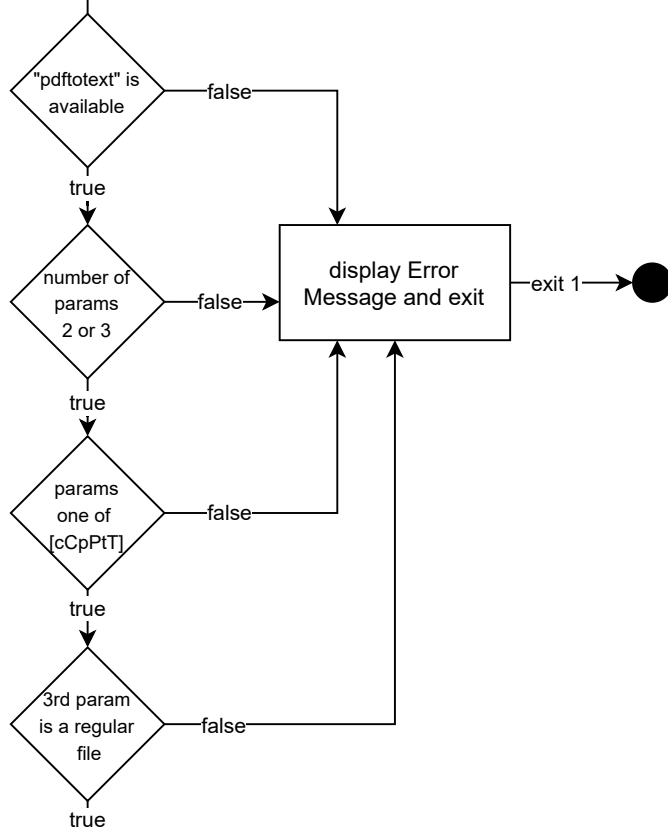 "pdftotext" is
available
false
true
number of
params
2 or 3
false
display Error
Message and exit
exit 1
true
params
one of
[cCpPtT]
false
true
3rd param
is a regular
file
false
true